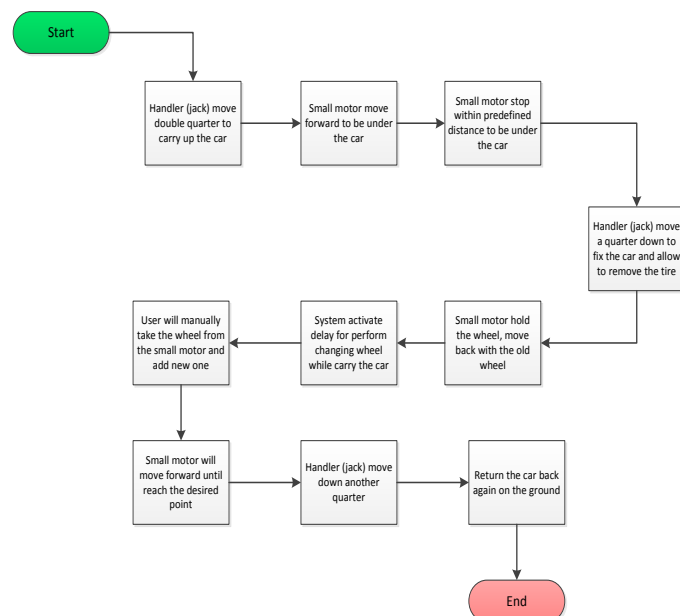 Start
Handler (jack) move
double quarter to
carry up the car
Small motor move
forward to be under
the car
Small motor stop
within predefined
distance to be under
the car
Handler (jack) move
a quarter down to
fix the car and allow
to remove the tire
Small motor hold
the wheel, move
back with the old
wheel
System activate
delay for perform
changing wheel
while carry the car
User will manually
take the wheel from
the small motor and
add new one
Small motor will
move forward until
reach the desired
point
Handler (jack) move
down another
quarter
Return the car back
again on the ground
End